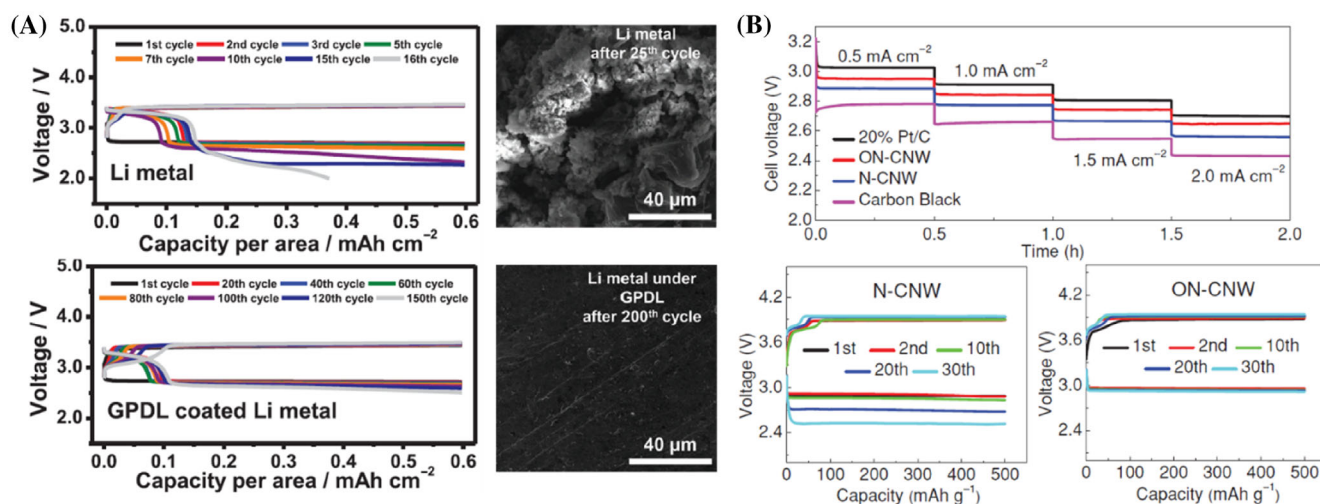 (A)
1st cycle 2nd cycle 3rd cycle 5th cycle
7th cycle 10th cycle 15th cycle 16th cycle
5.0
4.0
3.0
2.0
Voltage / V
Li metal
0.0 0.1 0.2 0.3 0.4 0.5 0.6
Capacity per area / mAh cm⁻²
Li metal
after 25th cycle
40 μm
1st cycle 20th cycle 40th cycle 60th cycle
80th cycle 100th cycle 120th cycle 150th cycle
5.0
4.0
3.0
2.0
Voltage / V
GPDL coated Li metal
0.0 0.1 0.2 0.3 0.4 0.5 0.6
Capacity per area / mAh cm⁻²
Li metal under
GPDL
after 200th cycle
40 μm
(B)
3.2
3.0
2.8
2.6
2.4
2.2
2.0
Cell voltage (V)
0.5 mA cm⁻²
1.0 mA cm⁻²
1.5 mA cm⁻²
2.0 mA cm⁻²
20% Pt/C
ON-CNW
N-CNW
Carbon Black
0.0 0.5 1.0 1.5 2.0
Time (h)
N-CNW
4.2
3.6
3.0
2.4
Voltage (V)
1st 2nd 10th
20th 30th
0 100 200 300 400 500
Capacity (mAh g⁻¹)
ON-CNW
4.2
3.6
3.0
2.4
Voltage (V)
1st 2nd 10th
20th 30th
0 100 200 300 400 500
Capacity (mAh g⁻¹)